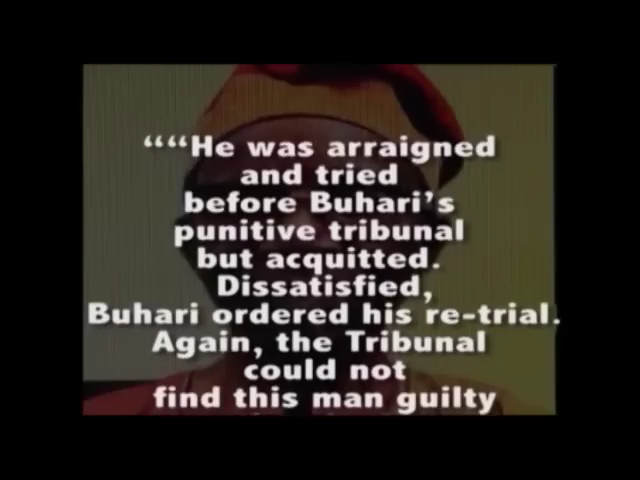 ““He was arraigned
and tried
before Buhari's
punitive tribunal
but acquitted.
Dissatisfied,
Buhari ordered his re-trial.
Again, the Tribunal
could not
find this man guilty